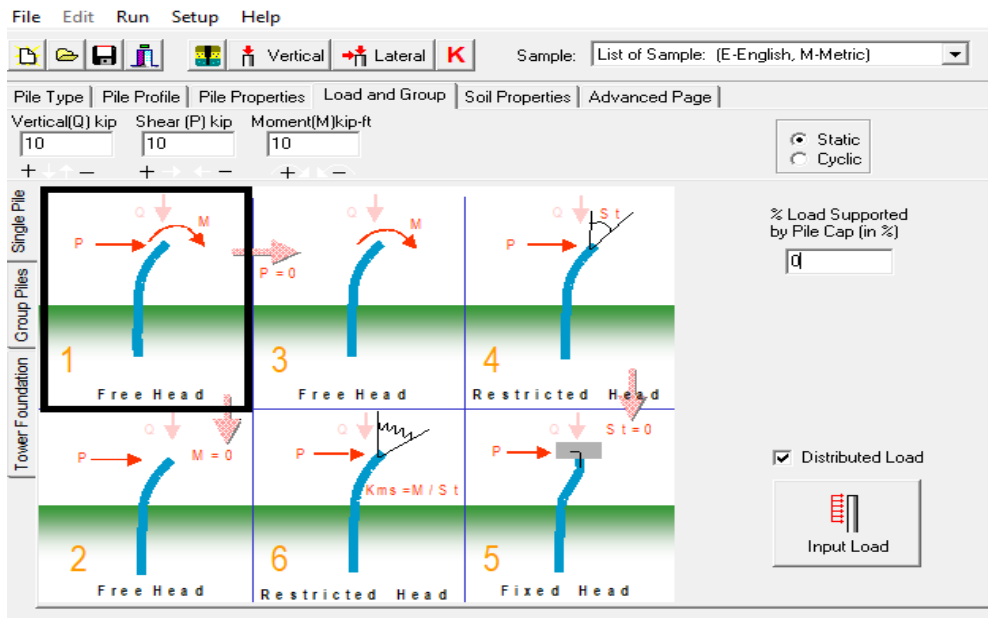 File Edit Run Setup Help
Vertical Lateral K Sample: List of Sample: (E-English, M-Metric)
Pile Type Pile Profile Pile Properties Load and Group Soil Properties Advanced Page
Vertical(Q) kip Shear (P) kip Moment(M)kip-ft
10 10 10
+ − + − + −
Static
Cyclic
Single Pile
Group Piles
Tower Foundation
Q M P
1
Free Head
P = 0
Q M
3
Free Head
Q S t P
4
Restricted Head
M = 0
Q P
2
Free Head
Q P
Kms =M / S t
6
Restricted Head
S t = 0
Q P
5
Fixed Head
% Load Supported
by Pile Cap (in %)
0
Distributed Load
Input Load